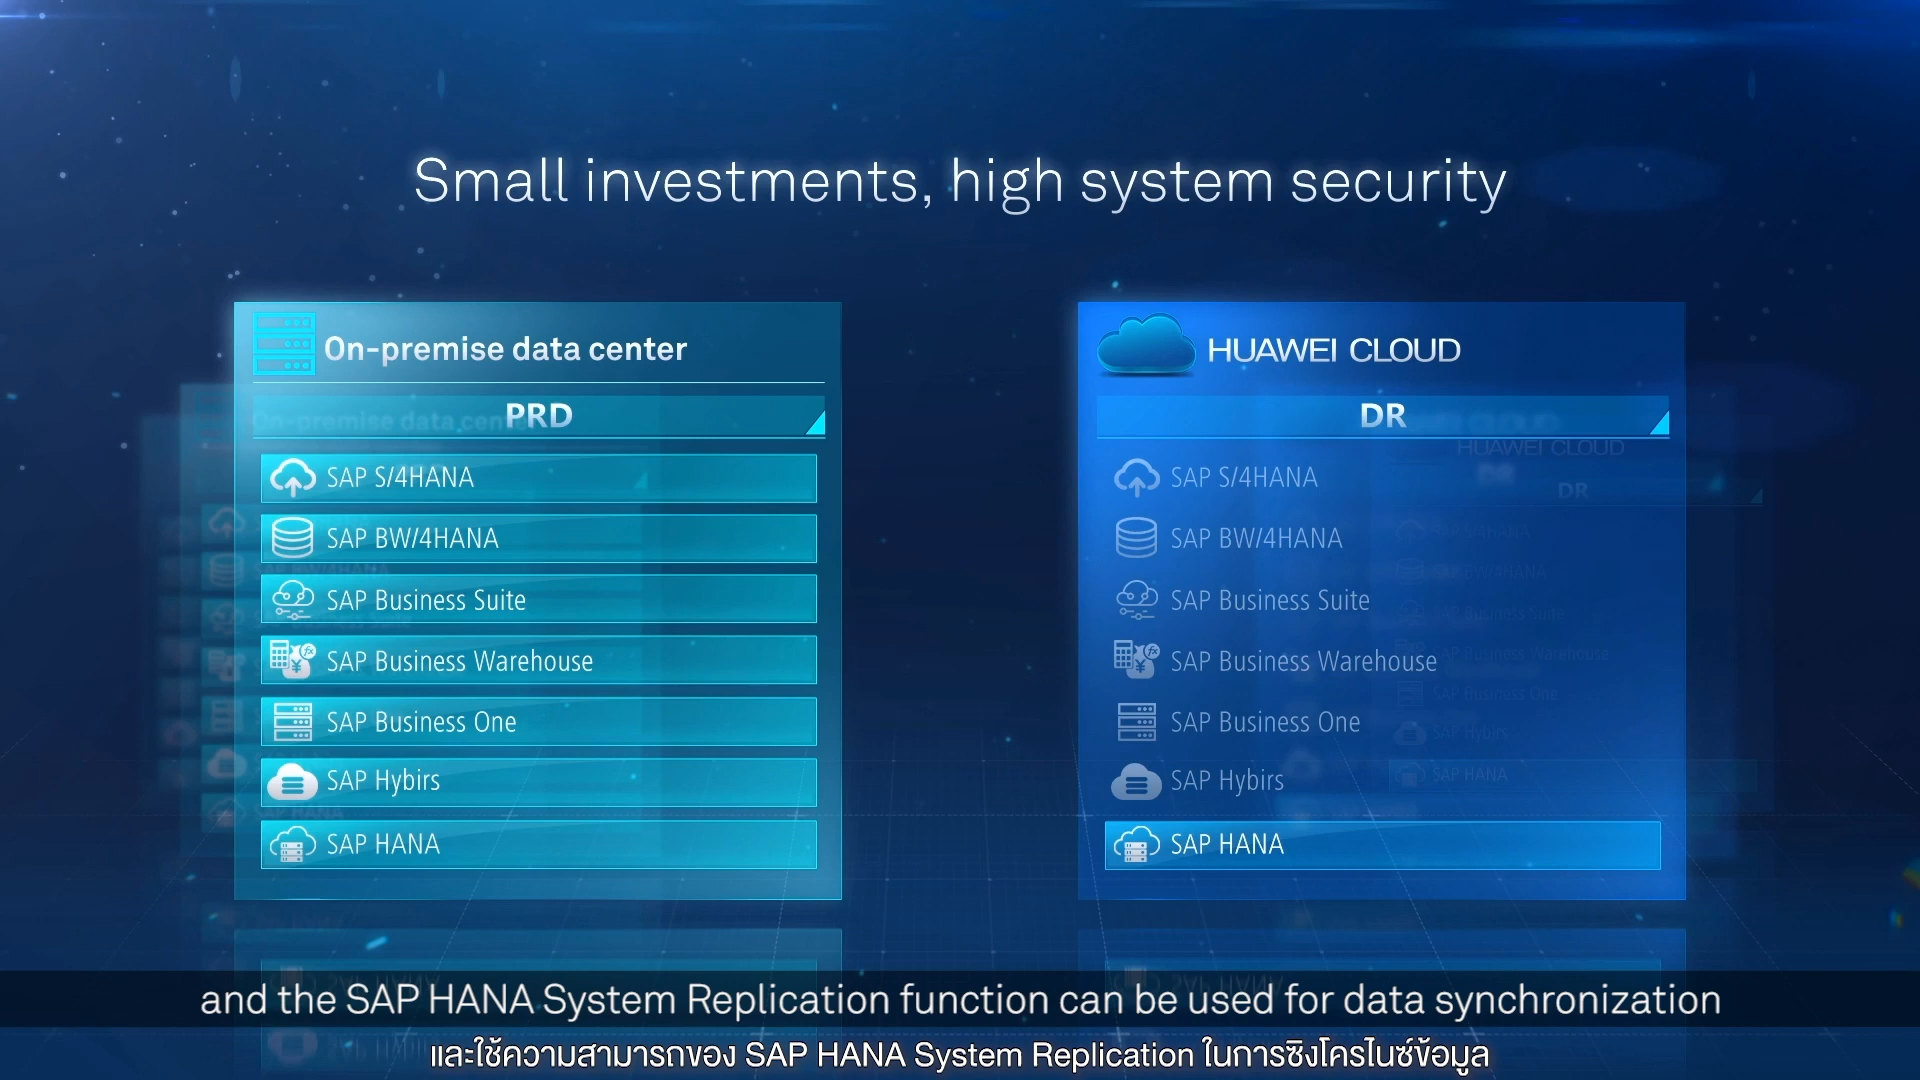 Small investments, high system security
On-premise data center
PRD
SAP S/4HANA
SAP BW/4HANA
SAP Business Suite
SAP Business Warehouse
SAP Business One
SAP Hybirs
SAP HANA
HUAWEI CLOUD
DR
SAP S/4HANA
SAP BW/4HANA
SAP Business Suite
SAP Business Warehouse
SAP Business One
SAP Hybirs
SAP HANA
and the SAP HANA System Replication function can be used for data synchronization
และใช้ความสามารถของ SAP HANA System Replication ในการซิงโครไนซ์ข้อมูล